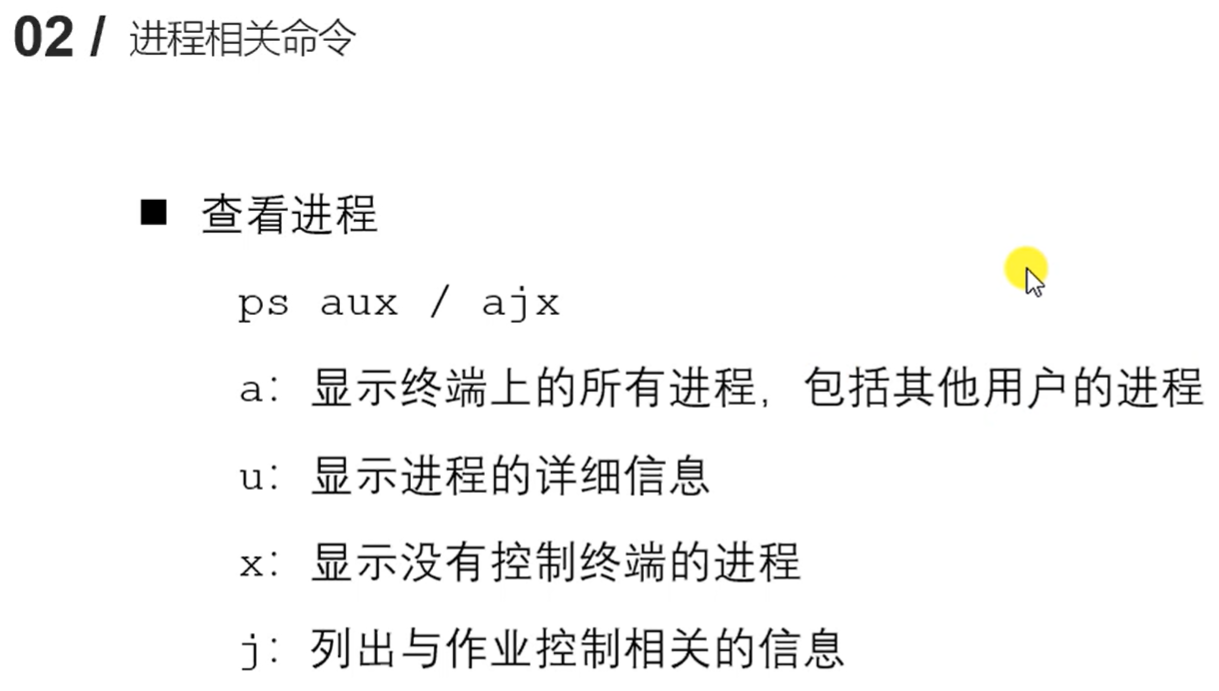 02 / 进程相关命令
■ 查看进程
ps aux / ajx
a：显示终端上的所有进程，包括其他用户的进程
u：显示进程的详细信息
x：显示没有控制终端的进程
j：列出与作业控制相关的信息